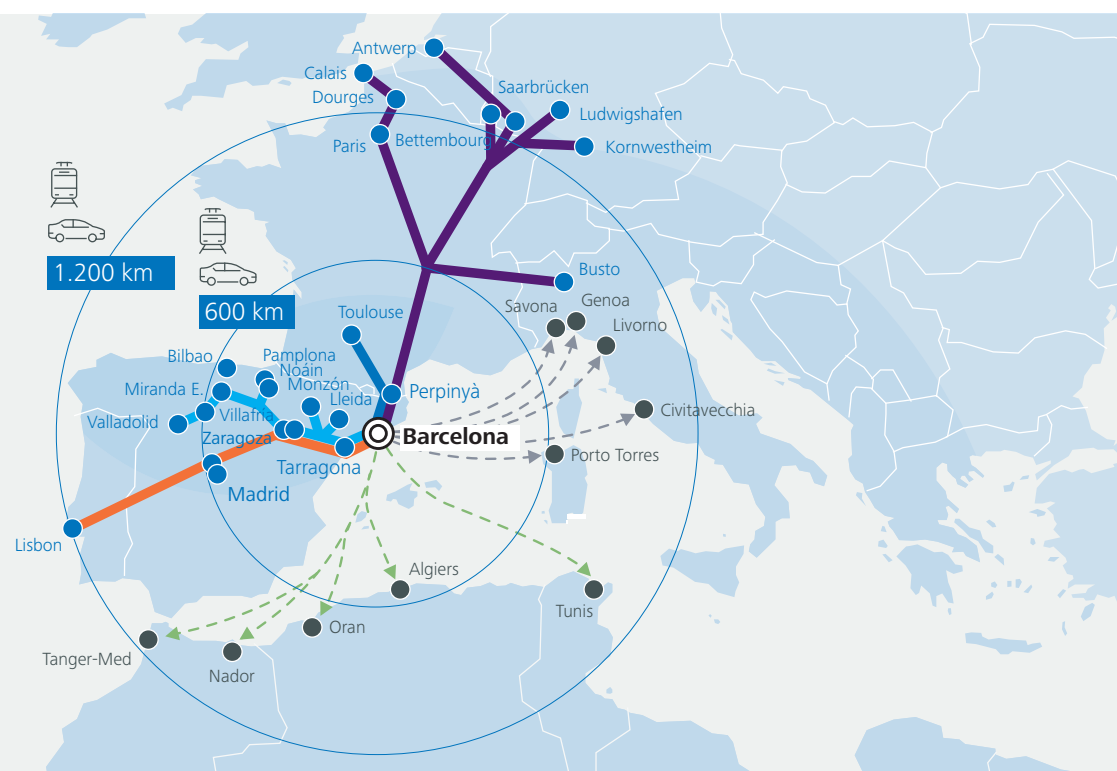 Antwerp
Calais
Dourges
Saarbrücken
Ludwigshafen
Paris
Bettembourg
Kornwestheim
1.200 km
600 km
Busto
Savona
Genoa
Livorno
Toulouse
Bilbao
Pamplona
Noáin
Monzón
Miranda E.
Lleida
Perpinyà
Valladolid
Villafría
Zaragoza
Barcelona
Civitavecchia
Porto Torres
Tarragona
Madrid
Lisbon
Algiers
Tunis
Oran
Tanger-Med
Nador